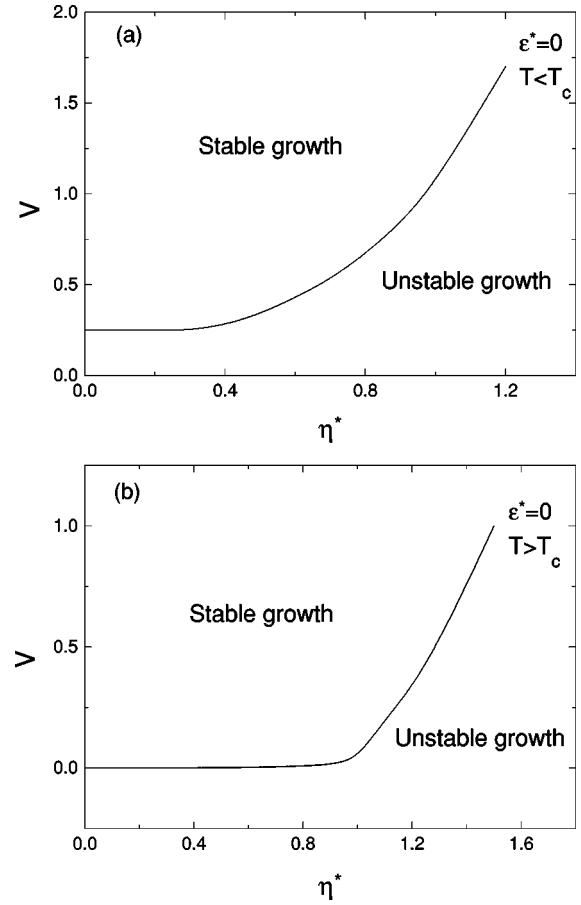 (a)
ε*=0
T<Tc
Stable growth
Unstable growth
V
2.0
1.5
1.0
0.5
0.0
0.0 0.4 0.8 1.2
η*
(b)
ε*=0
T>Tc
Stable growth
Unstable growth
V
1.0
0.5
0.0
0.0 0.4 0.8 1.2 1.6
η*